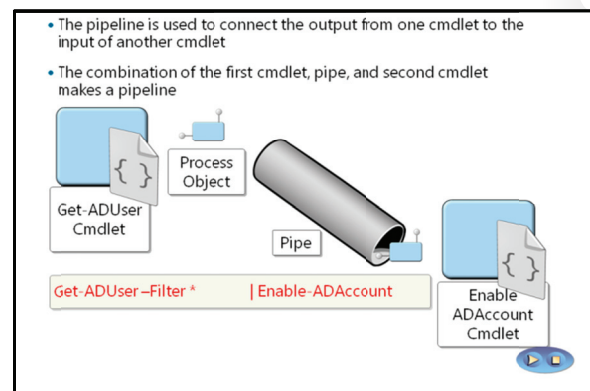 • The pipeline is used to connect the output from one cmdlet to the
input of another cmdlet
• The combination of the first cmdlet, pipe, and second cmdlet
makes a pipeline
{ }
Process
Object
Get-ADUser
Cmdlet
Pipe
{ }
Get-ADUser –Filter * | Enable-ADAccount
Enable
ADAccount
Cmdlet